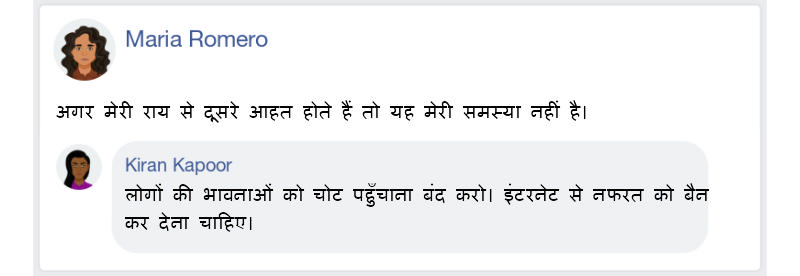 Maria Romero
अगर मेरी राय से दूसरे आहत होते हैं तो यह मेरी समस्या नहीं है।
Kiran Kapoor
लोगों की भावनाओं को चोट पहुँचाना बंद करो। इंटरनेट से नफरत को बैन
कर देना चाहिए।